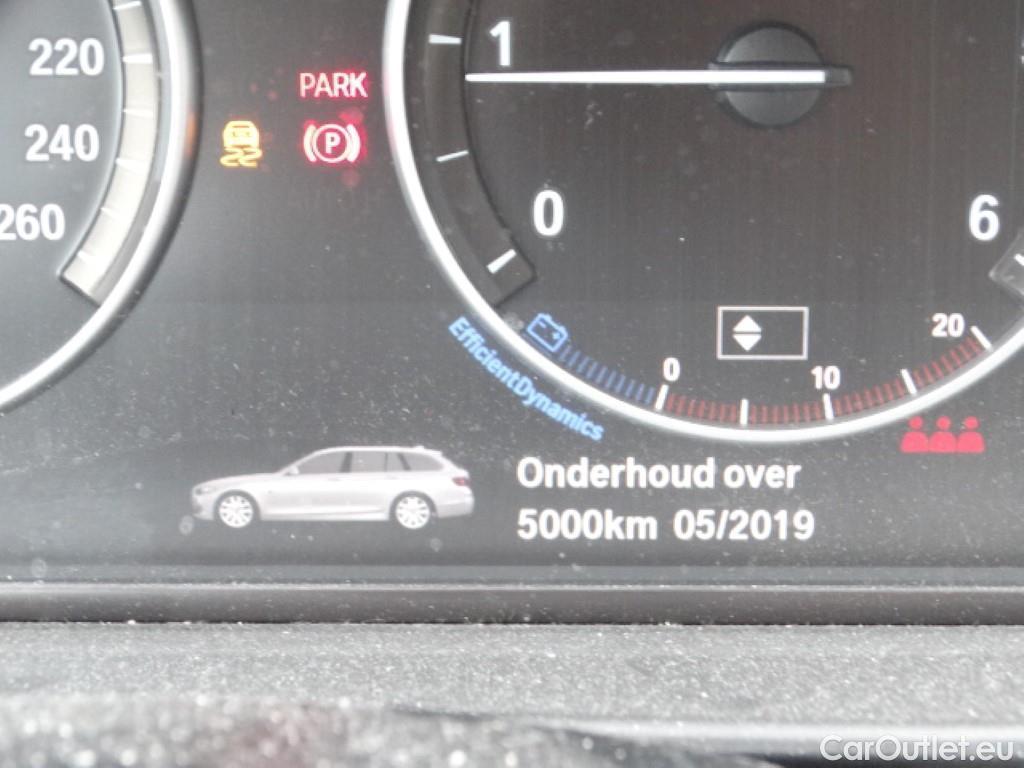 220
240
260
PARK
P
1
0
6
EfficientDynamics
0
10
20
Onderhoud over
5000km 05/2019
CarOutlet.eu